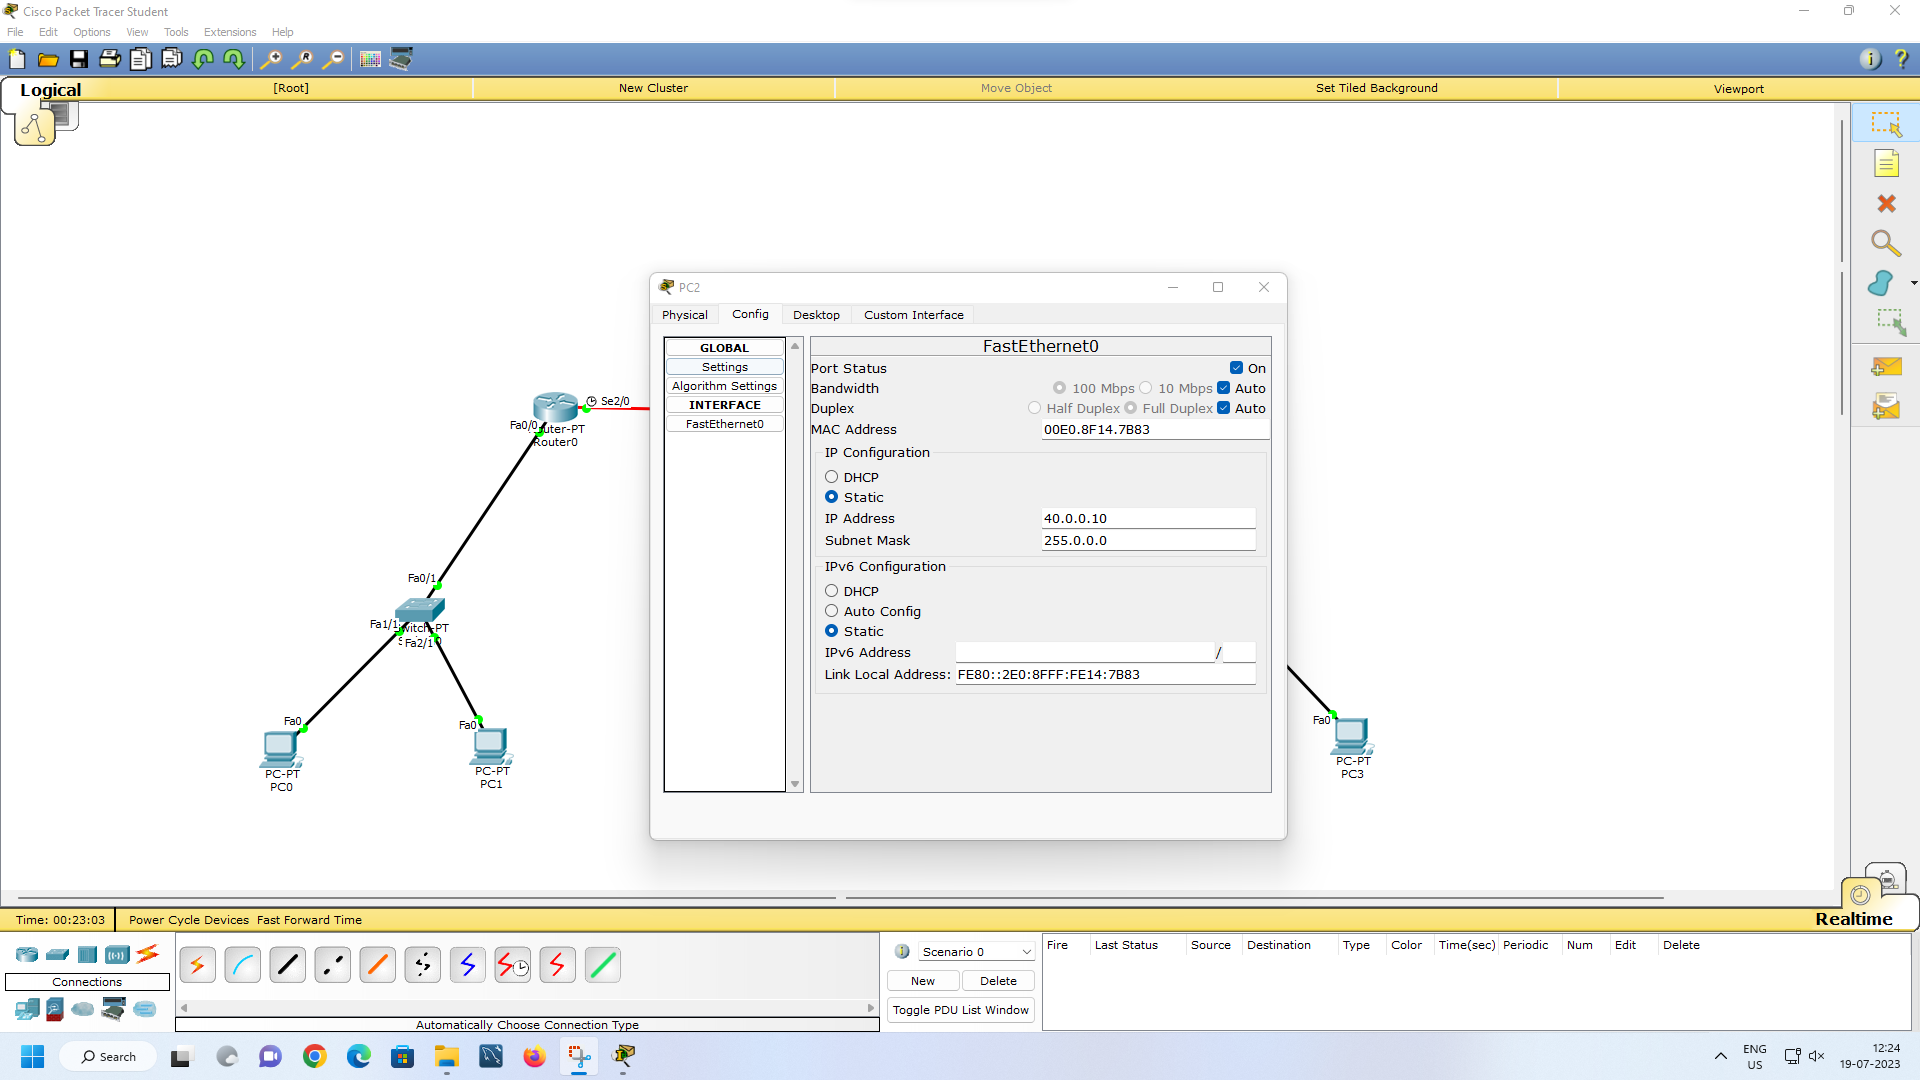 Cisco Packet Tracer Student
File Edit Options View Tools Extensions Help
Logical [Root] New Cluster Move Object Set Tiled Background Viewport
PC2
Physical Config Desktop Custom Interface
GLOBAL
Settings
Algorithm Settings
INTERFACE
FastEthernet0
FastEthernet0
Port Status On
Bandwidth 100 Mbps 10 Mbps Auto
Duplex Half Duplex Full Duplex Auto
MAC Address 00E0.8F14.7B83
IP Configuration
DHCP
Static
IP Address 40.0.0.10
Subnet Mask 255.0.0.0
IPv6 Configuration
DHCP
Auto Config
Static
IPv6 Address /
Link Local Address: FE80::2E0:8FFF:FE14:7B83
Se2/0
Fa0/0
Router0
Fa0/1
Fa1/1
Fa2/1
Fa0
PC-PT
PC0
Fa0
PC-PT
PC1
Fa0
PC-PT
PC3
Time: 00:23:03 Power Cycle Devices Fast Forward Time
Realtime
Connections
Automatically Choose Connection Type
Scenario 0
New Delete
Toggle PDU List Window
Fire Last Status Source Destination Type Color Time(sec) Periodic Num Edit Delete
Search
ENG
US
12:24
19-07-2023